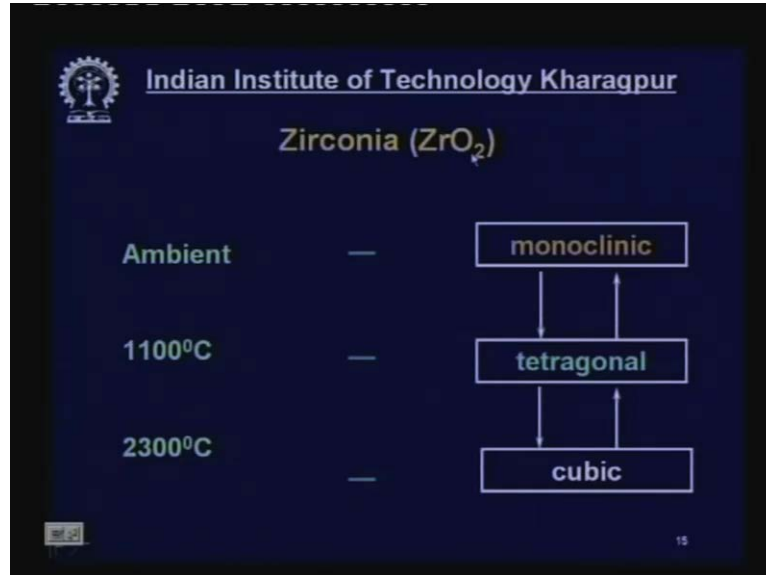 Indian Institute of Technology Kharagpur
Zirconia (ZrO₂)
Ambient — monoclinic
1100⁰C — tetragonal
2300⁰C — cubic
15